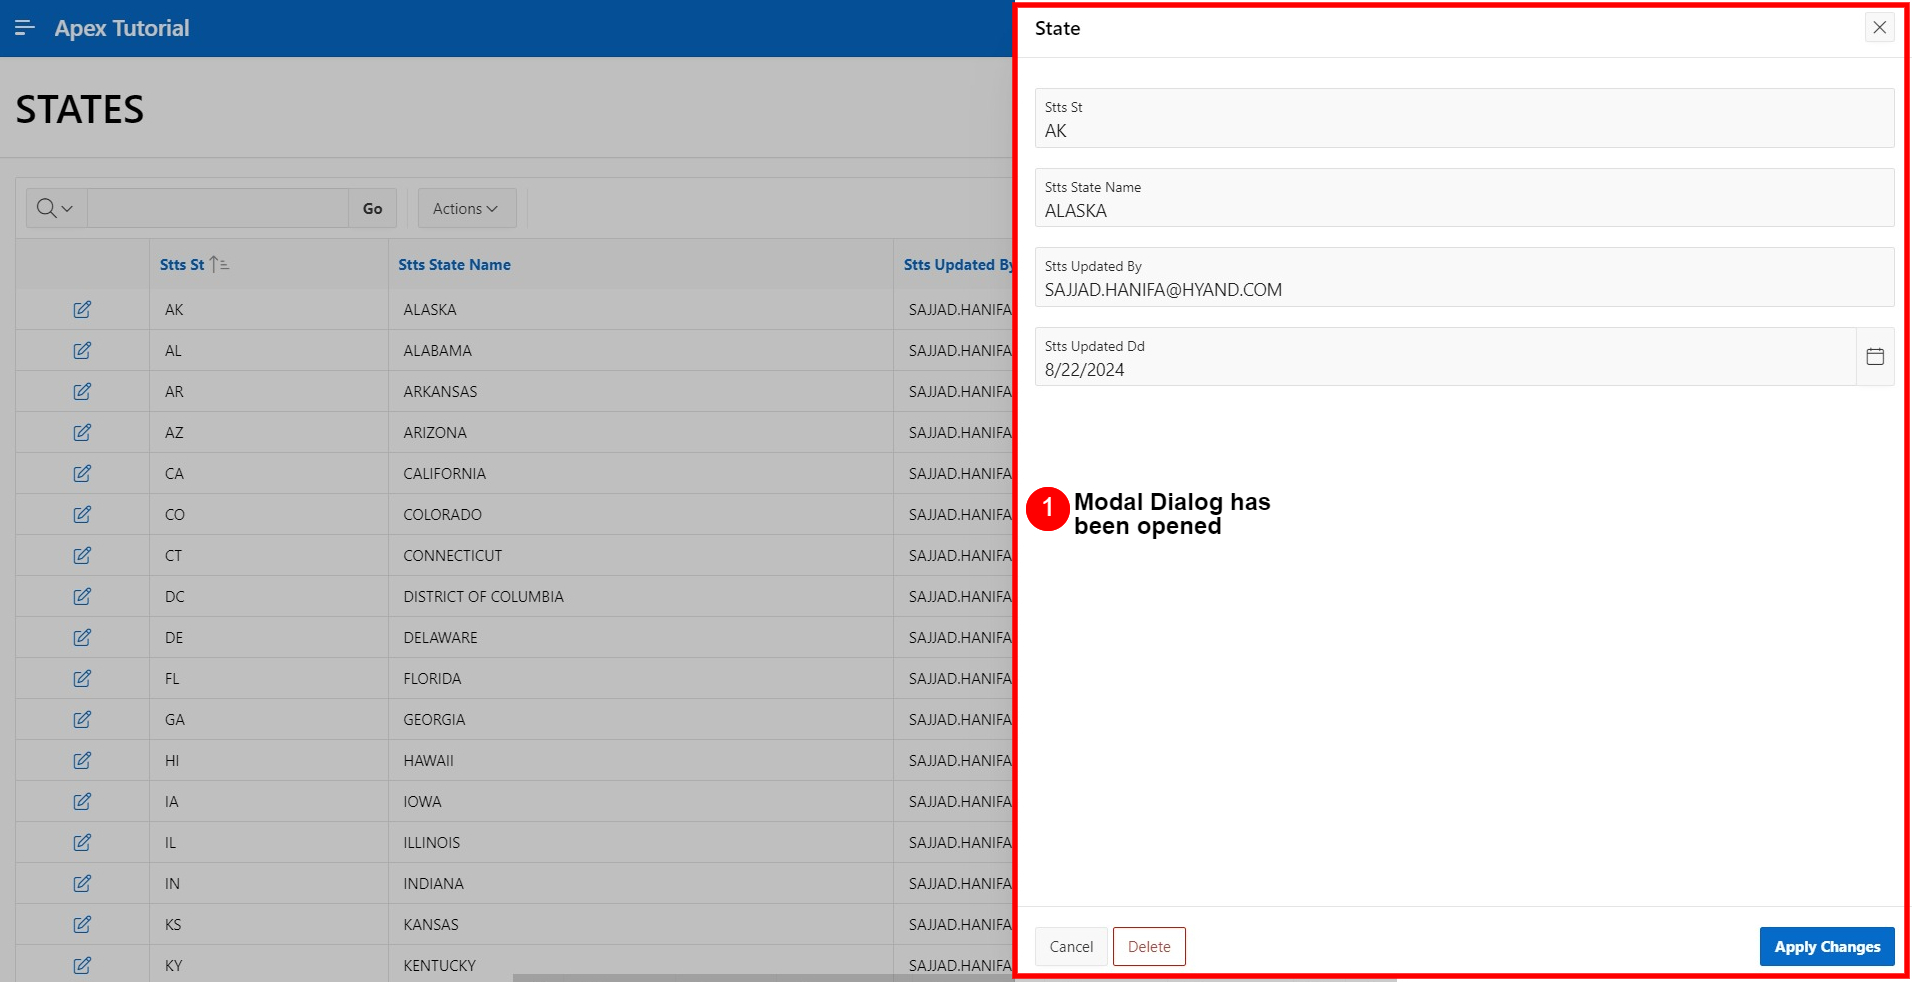 Apex Tutorial
STATES
Go
Actions
Stts St
Stts State Name
Stts Updated By
AK ALASKA SAJJAD.HANIFA
AL ALABAMA SAJJAD.HANIFA
AR ARKANSAS SAJJAD.HANIFA
AZ ARIZONA SAJJAD.HANIFA
CA CALIFORNIA SAJJAD.HANIFA
CO COLORADO SAJJAD.HANIFA
CT CONNECTICUT SAJJAD.HANIFA
DC DISTRICT OF COLUMBIA SAJJAD.HANIFA
DE DELAWARE SAJJAD.HANIFA
FL FLORIDA SAJJAD.HANIFA
GA GEORGIA SAJJAD.HANIFA
HI HAWAII SAJJAD.HANIFA
IA IOWA SAJJAD.HANIFA
IL ILLINOIS SAJJAD.HANIFA
IN INDIANA SAJJAD.HANIFA
KS KANSAS SAJJAD.HANIFA
KY KENTUCKY SAJJAD.HANIFA
State
Stts St
AK
Stts State Name
ALASKA
Stts Updated By
SAJJAD.HANIFA@HYAND.COM
Stts Updated Dd
8/22/2024
1 Modal Dialog has
been opened
Cancel
Delete
Apply Changes